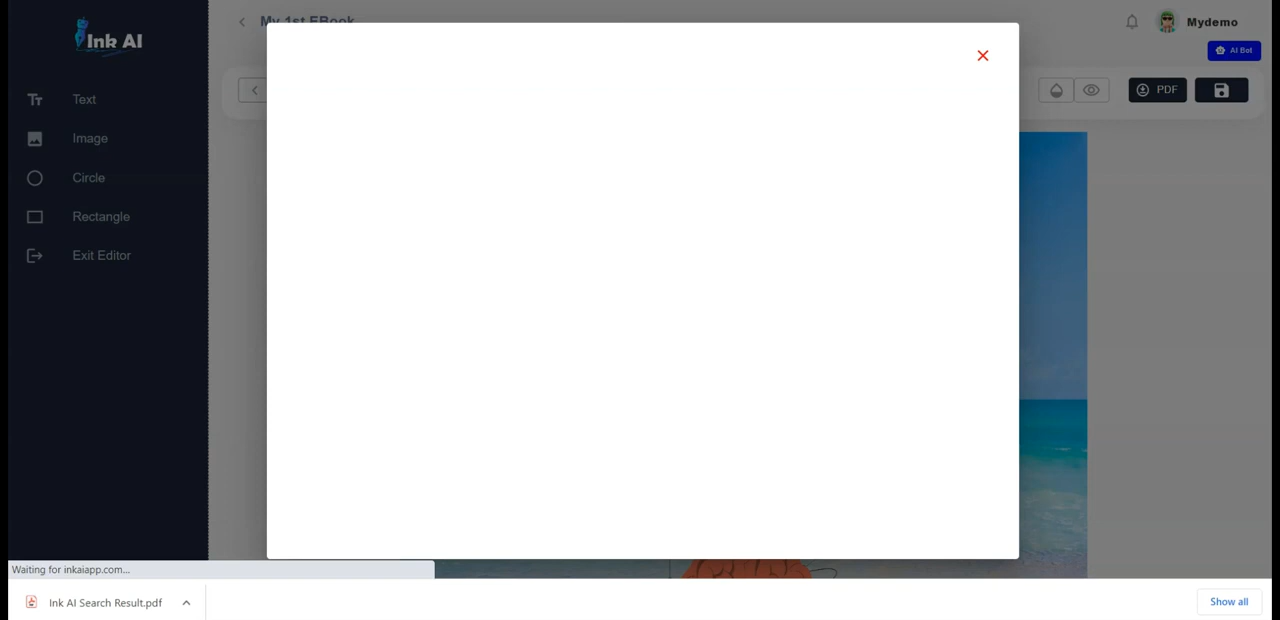 Ink AI
My 1st EBook
Mydemo
AI Bot
Text
PDF
Image
Circle
Rectangle
Exit Editor
Waiting for inkaiapp.com...
Ink AI Search Result.pdf
Show all